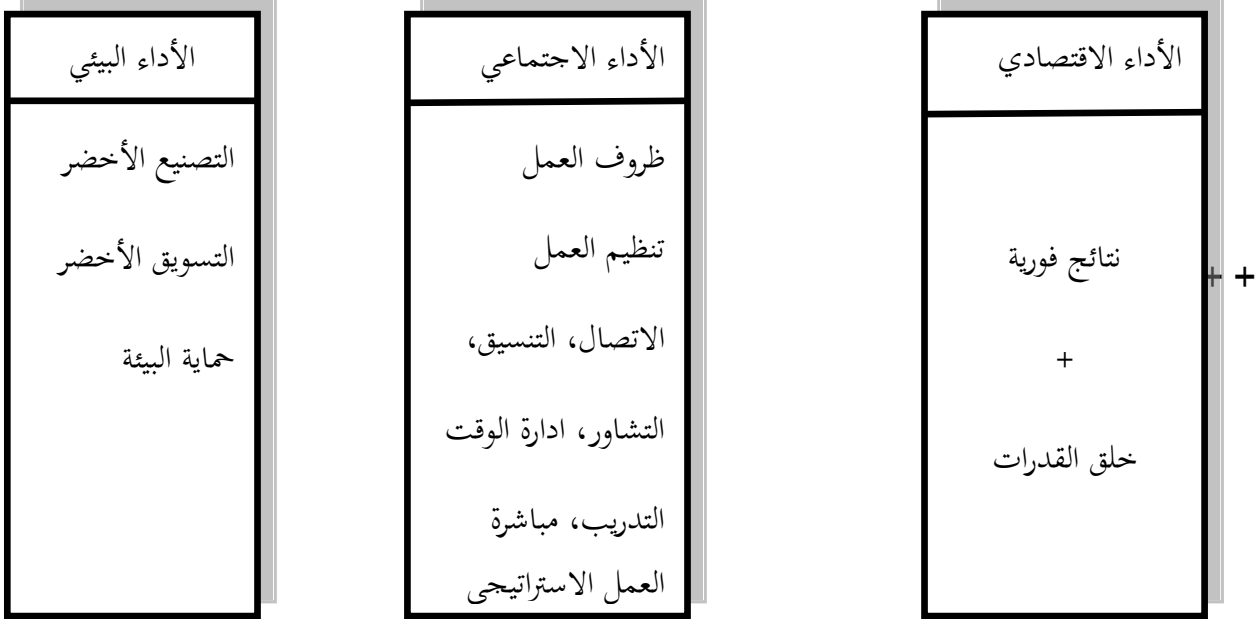 الأداء الاقتصادي
نتائج فورية
+
خلق القدرات
+ +
الأداء الاجتماعي
ظروف العمل
تنظيم العمل
الاتصال، التنسيق،
التشاور، ادارة الوقت
التدريب، مباشرة
العمل الاستراتيجي
الأداء البيئي
التصنيع الأخضر
التسويق الأخضر
حماية البيئة